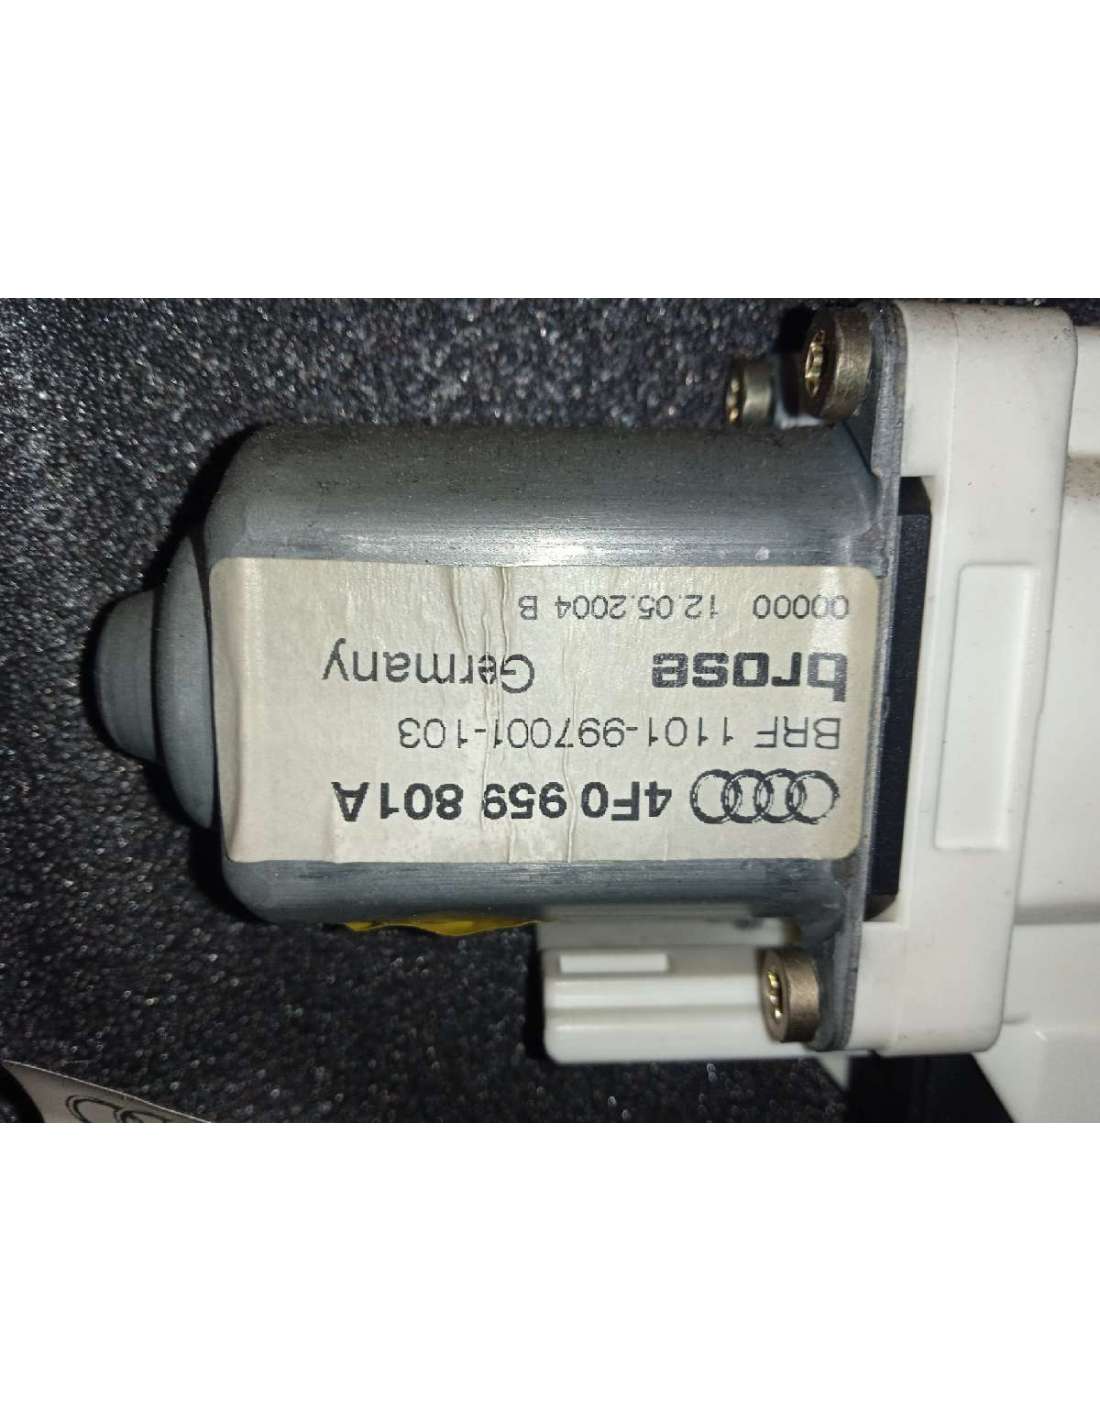 4F0 959 801A
BRF 1101-997001-103
brose Germany
00000 12.05.2004 B